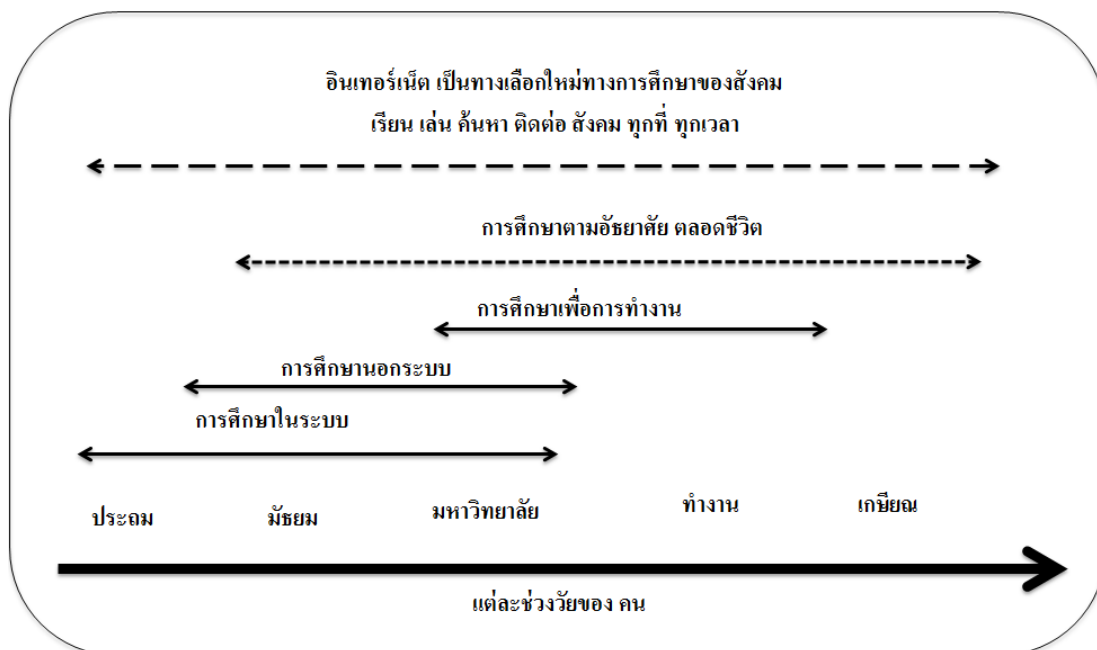 อินเทอร์เน็ต เป็นทางเลือกใหม่ทางการศึกษาของสังคม
เรียน เล่น ค้นหา ติดต่อ สังคม ทุกที่ ทุกเวลา
การศึกษาตามอัธยาศัย ตลอดชีวิต
การศึกษาเพื่อการทำงาน
การศึกษานอกระบบ
การศึกษาในระบบ
ประถม มัธยม มหาวิทยาลัย ทำงาน เกษียณ
แต่ละช่วงวัยของ คน